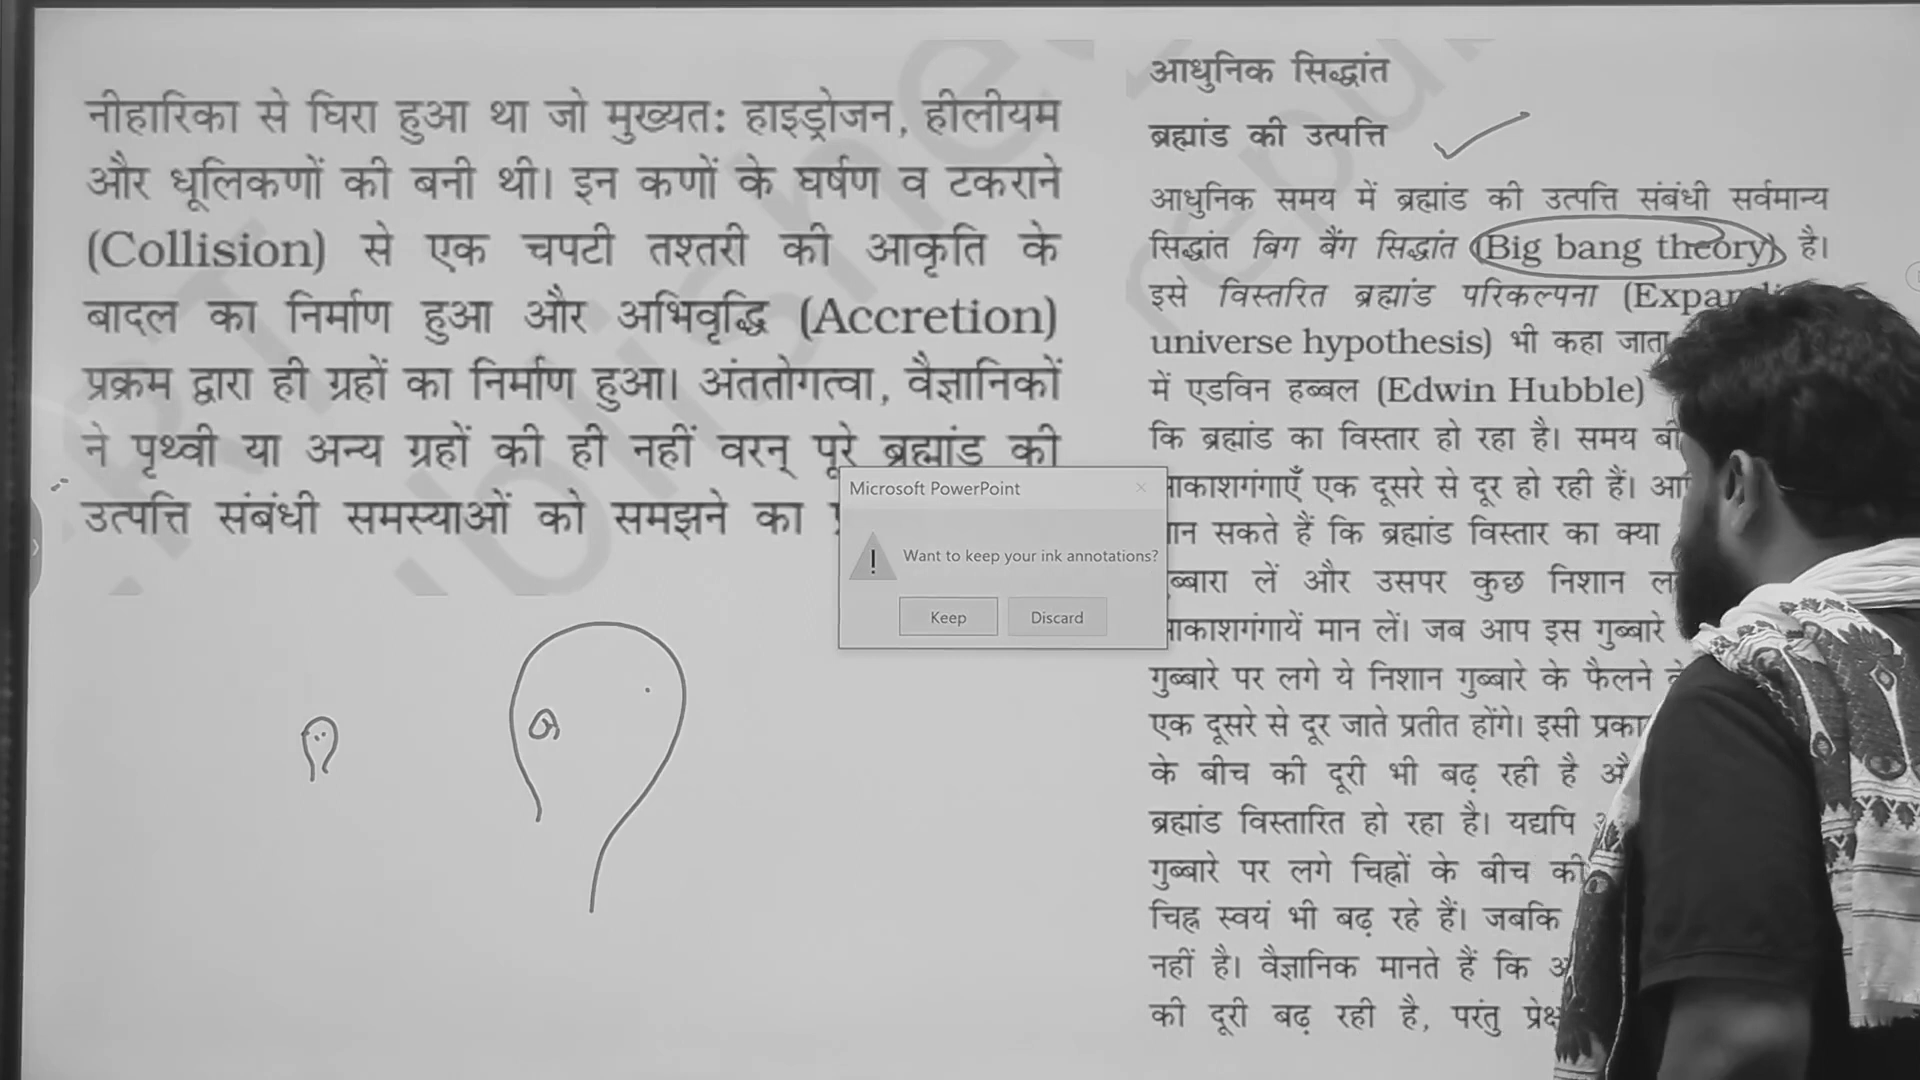 नीहारिका से घिरा हुआ था जो मुख्यतः हाइड्रोजन, हीलीयम
और धूलिकणों की बनी थी। इन कणों के घर्षण व टकराने
(Collision) से एक चपटी तश्तरी की आकृति के
बादल का निर्माण हुआ और अभिवृद्धि (Accretion)
प्रक्रम द्वारा ही ग्रहों का निर्माण हुआ। अंततोगत्वा, वैज्ञानिकों
ने पृथ्वी या अन्य ग्रहों की ही नहीं वरन् पूरे ब्रह्मांड की
उत्पत्ति संबंधी समस्याओं को समझने का
Microsoft PowerPoint
Want to keep your ink annotations?
Keep
Discard
आधुनिक सिद्धांत
ब्रह्मांड की उत्पत्ति
आधुनिक समय में ब्रह्मांड की उत्पत्ति संबंधी सर्वमान्य
सिद्धांत बिग बैंग सिद्धांत (Big bang theory) है।
इसे विस्तरित ब्रह्मांड परिकल्पना
universe hypothesis) भी कहा जाता
में एडविन हब्बल (Edwin Hubble)
कि ब्रह्मांड का विस्तार हो रहा है। समय
एक दूसरे से दूर हो रही हैं।
सकते हैं कि ब्रह्मांड विस्तार का क्या
लें और उसपर कुछ निशान
मान लें। जब आप इस गुब्बारे
गुब्बारे पर लगे ये निशान गुब्बारे के फैलने
एक दूसरे से दूर जाते प्रतीत होंगे। इसी
के बीच की दूरी भी बढ़ रही है
ब्रह्मांड विस्तारित हो रहा है। यद्यपि
गुब्बारे पर लगे चिह्नों के बीच की
चिह्न स्वयं भी बढ़ रहे हैं। जबकि
नहीं है। वैज्ञानिक मानते हैं कि
की दूरी बढ़ रही है, परंतु